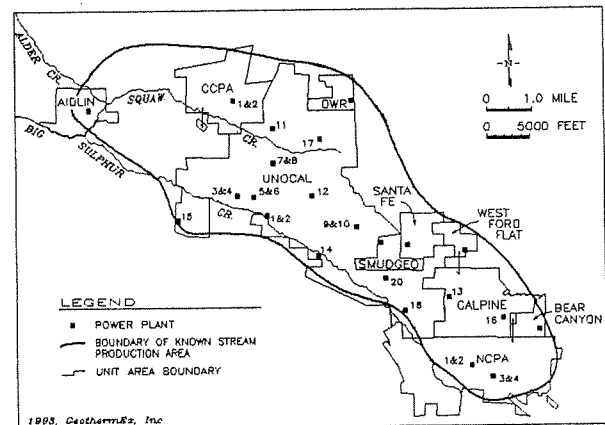 ALDER CR.
AIDLIN
BIG SULPHUR CR.
SQUAW CR.
CCPA
1&2
DWR
11
17
7&8
UNOCAL
3&4
5&6
12
1&2
15
9&10
14
SANTA FE
WEST FORD FLAT
SMUDGEO
20
13
18
CALPINE
16
BEAR CANYON
1&2
NCPA
3&4
N
0 1.0 MILE
0 5000 FEET
LEGEND
POWER PLANT
BOUNDARY OF KNOWN STREAM PRODUCTION AREA
UNIT AREA BOUNDARY
1993, GeothermEx, Inc